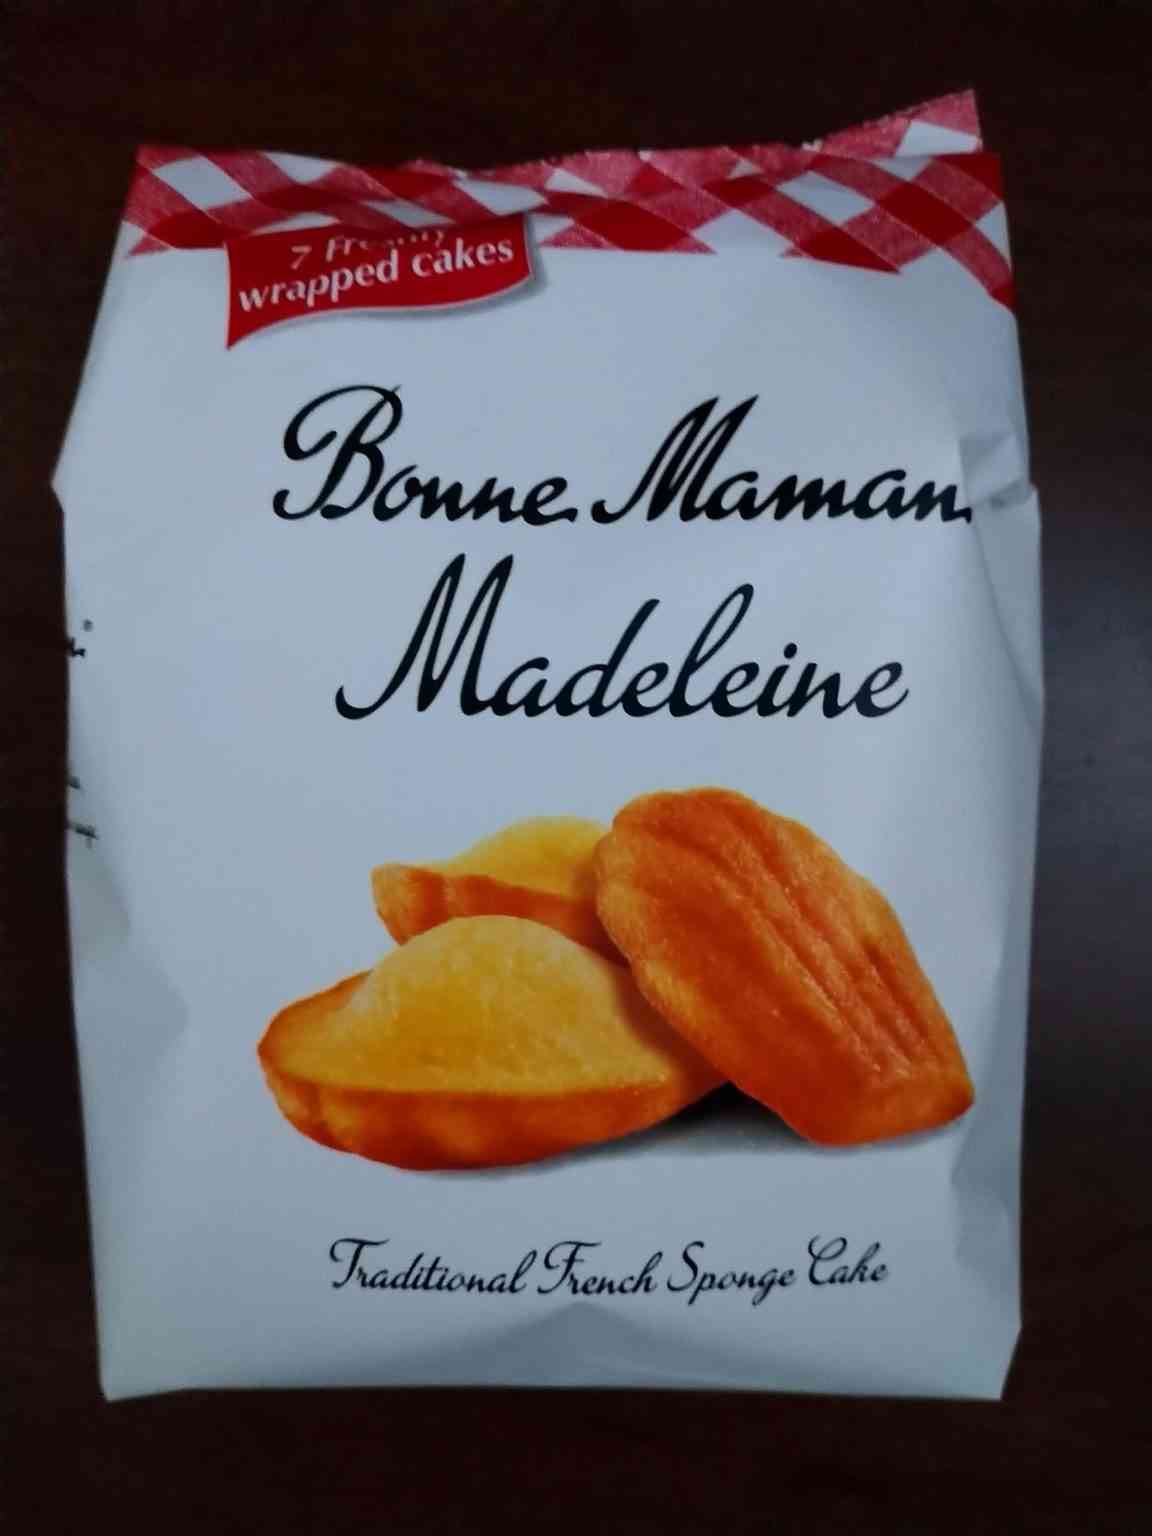 7 Freshly
wrapped cakes
Bonne Maman
Madeleine
Traditional French Sponge Cake